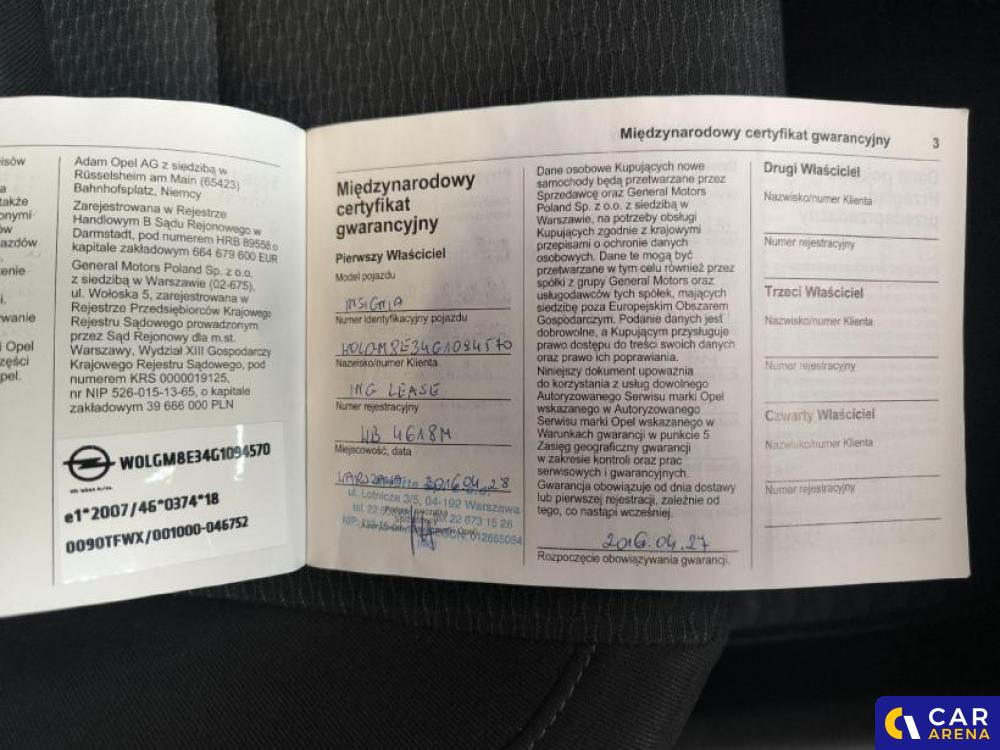 Międzynarodowy certyfikat gwarancyjny 3
Adam Opel AG z siedzibą w
Rüsselsheim am Main (65423)
Bahnhofsplatz, Niemcy
Zarejestrowana w Rejestrze
Handlowym B Sądu Rejonowego w
Darmstadt, pod numerem HRB 89558 o
kapitale zakładowym 664 679 600 EUR
General Motors Poland Sp. z o.o.
z siedzibą w Warszawie (02-675),
ul. Wołoska 5, zarejestrowana w
Rejestrze Przedsiębiorców Krajowego
Rejestru Sądowego prowadzonym
przez Sąd Rejonowy dla m.st.
Warszawy, Wydział XIII Gospodarczy
Krajowego Rejestru Sądowego, pod
numerem KRS 0000019125,
nr NIP 526-015-13-65, o kapitale
zakładowym 39 666 000 PLN
W0LGM8E34G1094570
e1*2007/46*0374*18
0090TFWX/001000-046752
Międzynarodowy
certyfikat
gwarancyjny
Pierwszy Właściciel
Model pojazdu
INSIGNIA
Numer identyfikacyjny pojazdu
W0LGM8E34G1094570
Nazwisko/numer Klienta
ING LEASE
Numer rejestracyjny
WB 4618M
Miejscowość, data
WARSZAWA 2016.04.28
ul. Lotnicza 3/5, 04-192 Warszawa
Dane osobowe Kupujących nowe
samochody będą przetwarzane przez
Sprzedawcę oraz General Motors
Poland Sp. z o.o. z siedzibą w
Warszawie, na potrzeby obsługi
Kupujących zgodnie z krajowymi
przepisami o ochronie danych
osobowych. Dane te mogą być
przetwarzane w tym celu również przez
spółki z grupy General Motors oraz
usługodawców tych spółek, mających
siedzibę poza Europejskim Obszarem
Gospodarczym. Podanie danych jest
dobrowolne, a Kupującym przysługuje
prawo dostępu do treści swoich danych
oraz prawo ich poprawiania.
Niniejszy dokument upoważnia
do korzystania z usług dowolnego
Autoryzowanego Serwisu marki Opel
wskazanego w Autoryzowanego
Serwisu marki Opel wskazanego w
Warunkach gwarancji w punkcie 5
Zasięg geograficzny gwarancji
w zakresie kontroli oraz prac
serwisowych i gwarancyjnych.
Gwarancja obowiązuje od dnia dostawy
lub pierwszej rejestracji, zależnie od
tego, co nastąpi wcześniej.
2016.04.27
Rozpoczęcie obowiązywania gwarancji.
Drugi Właściciel
Nazwisko/numer Klienta
Numer rejestracyjny
Trzeci Właściciel
Nazwisko/numer Klienta
Numer rejestracyjny
Czwarty Właściciel
Nazwisko/numer Klienta
Numer rejestracyjny
CAR
ARENA